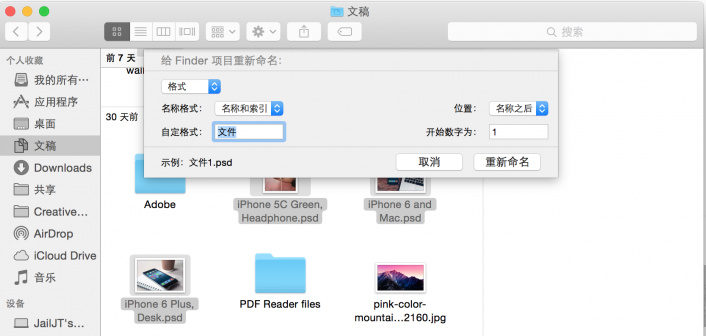 文稿
搜索
个人收藏
我的所有…
应用程序
桌面
文稿
Downloads
共享
Creative...
AirDrop
iCloud Drive
音乐
设备
JailJT's...
前 7 天
30 天前
给 Finder 项目重新命名:
格式
名称格式: 名称和索引
位置: 名称之后
自定格式: 文件
开始数字为: 1
示例: 文件1.psd
取消
重新命名
Adobe
iPhone 5C Green,
Headphone.psd
iPhone 6 and
Mac.psd
iPhone 6 Plus,
Desk.psd
PDF Reader files
pink-color-
mountai...2160.jpg